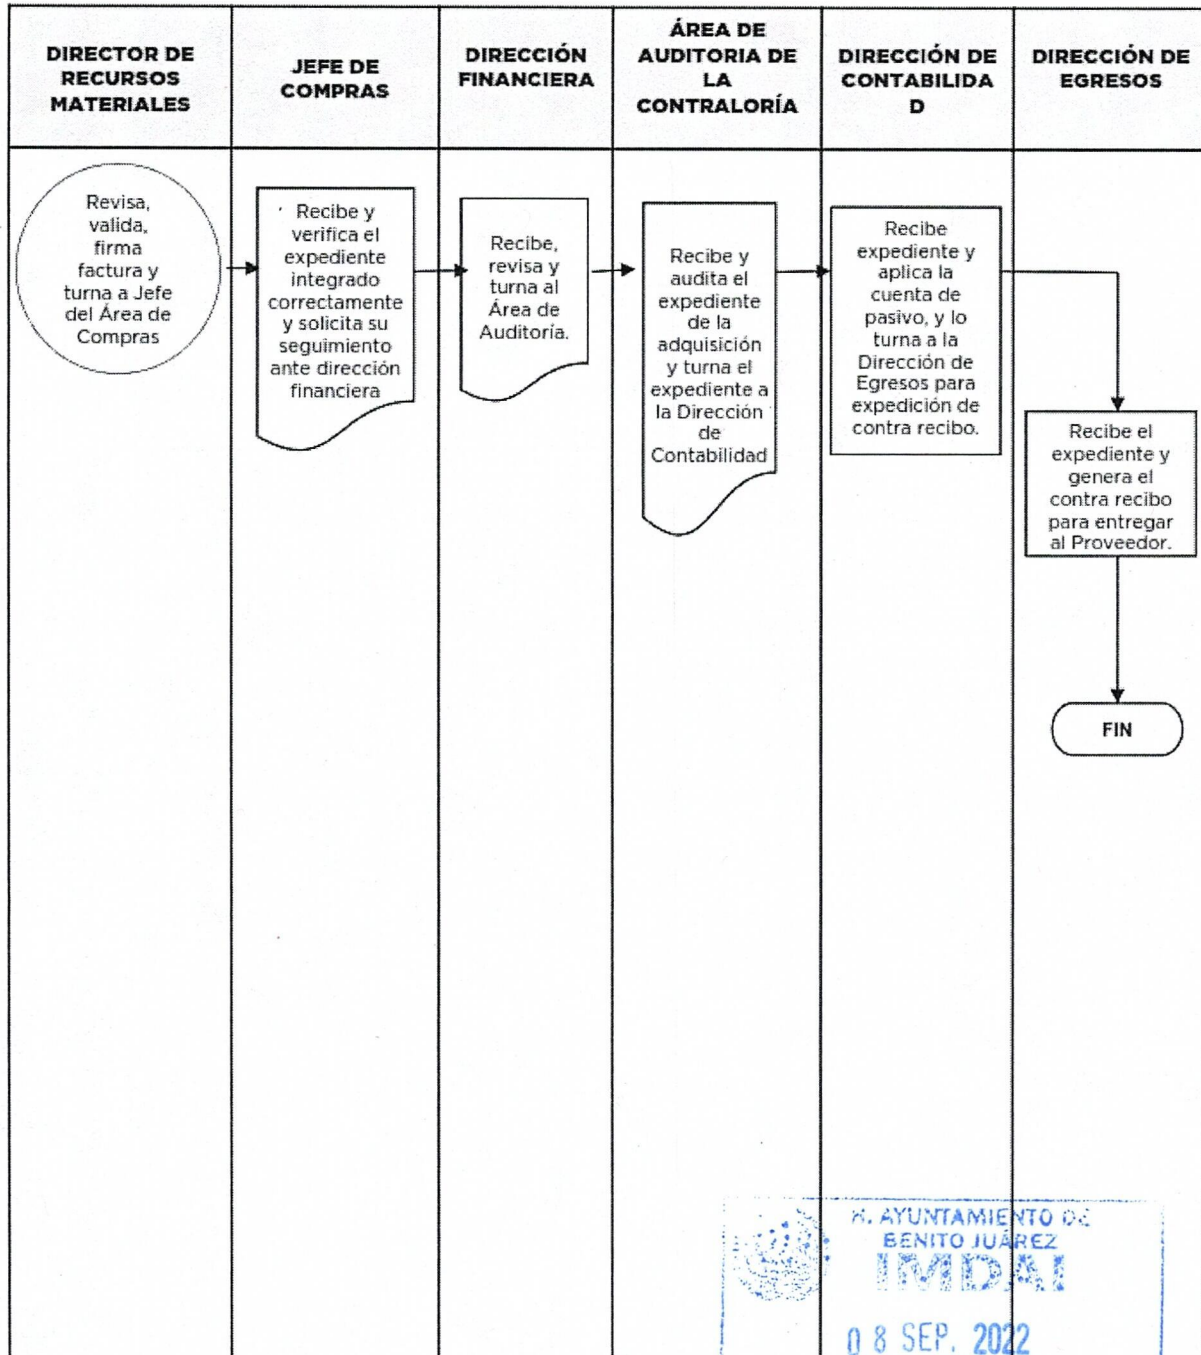 DIRECTOR DE
RECURSOS
MATERIALES
JEFE DE
COMPRAS
DIRECCIÓN
FINANCIERA
ÁREA DE
AUDITORIA DE
LA
CONTRALORÍA
DIRECCIÓN DE
CONTABILIDA
D
DIRECCIÓN DE
EGRESOS
Revisa,
valida,
firma
factura y
turna a Jefe
del Área de
Compras
Recibe y
verifica el
expediente
integrado
correctamente
y solicita su
seguimiento
ante dirección
financiera
Recibe,
revisa y
turna al
Área de
Auditoría.
Recibe y
audita el
expediente
de la
adquisición
y turna el
expediente a
la Dirección
de
Contabilidad
Recibe
expediente y
aplica la
cuenta de
pasivo, y lo
turna a la
Dirección de
Egresos para
expedición de
contra recibo.
Recibe el
expediente y
genera el
contra recibo
para entregar
al Proveedor.
FIN
H. AYUNTAMIENTO DE
BENITO JUÁREZ
IMDAI
08 SEP. 2022